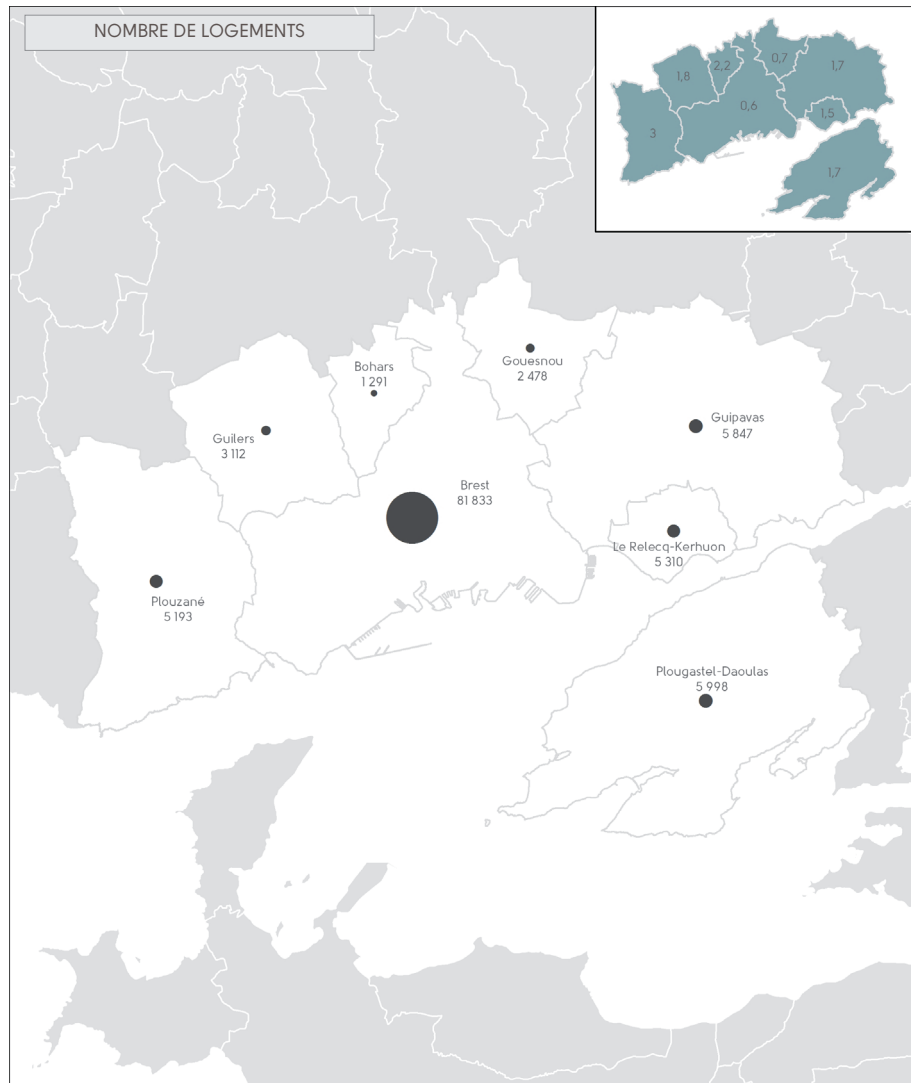 NOMBRE DE LOGEMENTS
1,8
2,2
0,7
1,7
0,6
1,5
3
1,7
Bohars
1 291
Gouesnou
2 478
Guilers
3 112
Guipavas
5 847
Brest
81 833
Le Relecq-Kerhuon
5 310
Plouzané
5 193
Plougastel-Daoulas
5 998